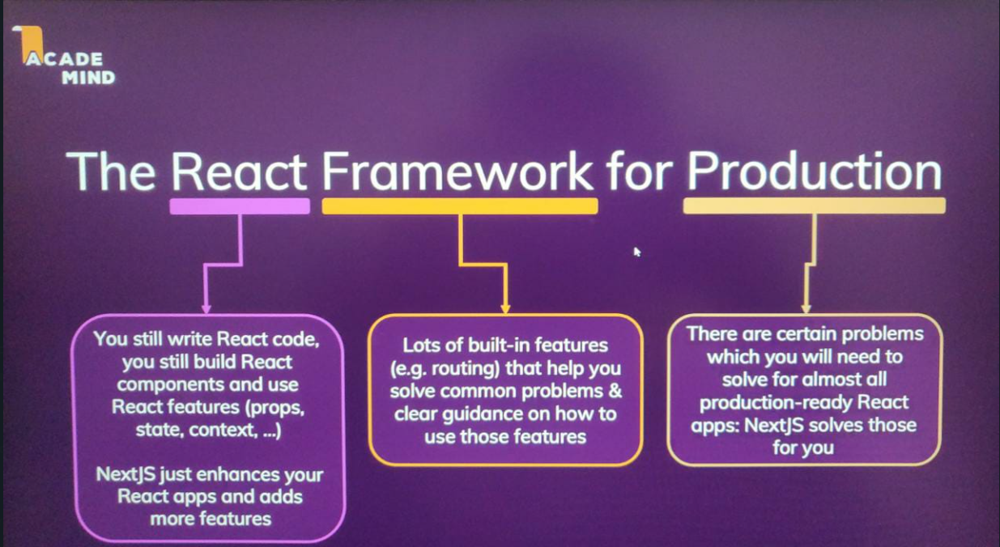 ACADE
MIND
The React Framework for Production
You still write React code,
you still build React
components and use
React features (props,
state, context, ...)
NextJS just enhances your
React apps and adds
more features
Lots of built-in features
(e.g. routing) that help you
solve common problems &
clear guidance on how to
use those features
There are certain problems
which you will need to
solve for almost all
production-ready React
apps: NextJS solves those
for you